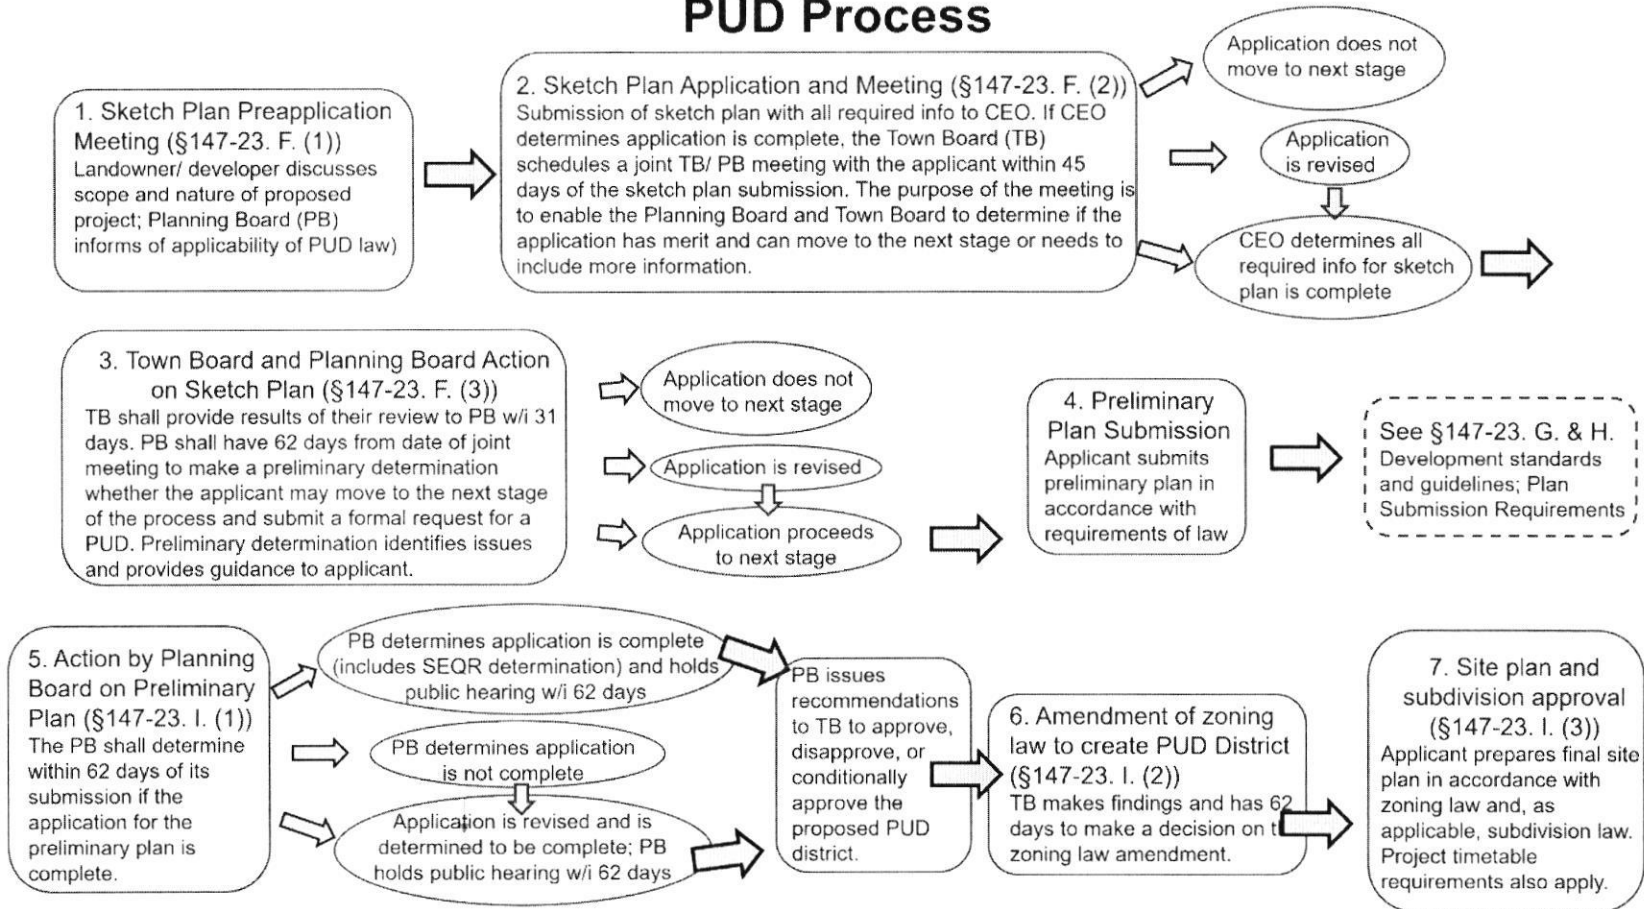 PUD Process
1. Sketch Plan Preapplication
Meeting (§147-23. F. (1))
Landowner/ developer discusses
scope and nature of proposed
project; Planning Board (PB)
informs of applicability of PUD law)
2. Sketch Plan Application and Meeting (§147-23. F. (2))
Submission of sketch plan with all required info to CEO. If CEO
determines application is complete, the Town Board (TB)
schedules a joint TB/ PB meeting with the applicant within 45
days of the sketch plan submission. The purpose of the meeting is
to enable the Planning Board and Town Board to determine if the
application has merit and can move to the next stage or needs to
include more information.
Application does not
move to next stage
Application
is revised
CEO determines all
required info for sketch
plan is complete
3. Town Board and Planning Board Action
on Sketch Plan (§147-23. F. (3))
TB shall provide results of their review to PB w/i 31
days. PB shall have 62 days from date of joint
meeting to make a preliminary determination
whether the applicant may move to the next stage
of the process and submit a formal request for a
PUD. Preliminary determination identifies issues
and provides guidance to applicant.
Application does not
move to next stage
Application is revised
Application proceeds
to next stage
4. Preliminary
Plan Submission
Applicant submits
preliminary plan in
accordance with
requirements of law
See §147-23. G. & H.
Development standards
and guidelines; Plan
Submission Requirements
5. Action by Planning
Board on Preliminary
Plan (§147-23. I. (1))
The PB shall determine
within 62 days of its
submission if the
application for the
preliminary plan is
complete.
PB determines application is complete
(includes SEQR determination) and holds
public hearing w/i 62 days
PB determines application
is not complete
Application is revised and is
determined to be complete; PB
holds public hearing w/i 62 days
PB issues
recommendations
to TB to approve,
disapprove, or
conditionally
approve the
proposed PUD
district.
6. Amendment of zoning
law to create PUD District
(§147-23. I. (2))
TB makes findings and has 62
days to make a decision on
zoning law amendment.
7. Site plan and
subdivision approval
(§147-23. I. (3))
Applicant prepares final site
plan in accordance with
zoning law and, as
applicable, subdivision law.
Project timetable
requirements also apply.